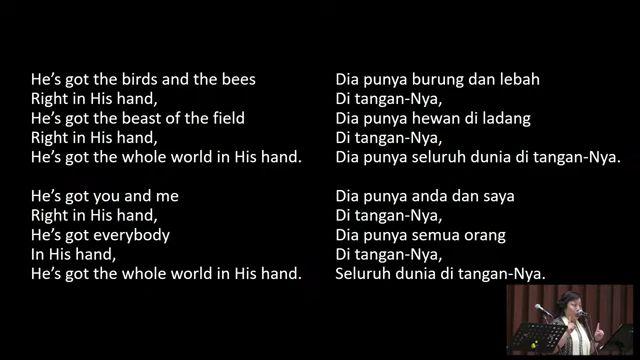 He's got the birds and the bees
Right in His hand,
He's got the beast of the field
Right in His hand,
He's got the whole world in His hand.
He's got you and me
Right in His hand,
He's got everybody
In His hand,
He's got the whole world in His hand.
Dia punya burung dan lebah
Di tangan-Nya,
Dia punya hewan di ladang
Di tangan-Nya,
Dia punya seluruh dunia di tangan-Nya.
Dia punya anda dan saya
Di tangan-Nya,
Dia punya semua orang
Di tangan-Nya,
Seluruh dunia di tangan-Nya.